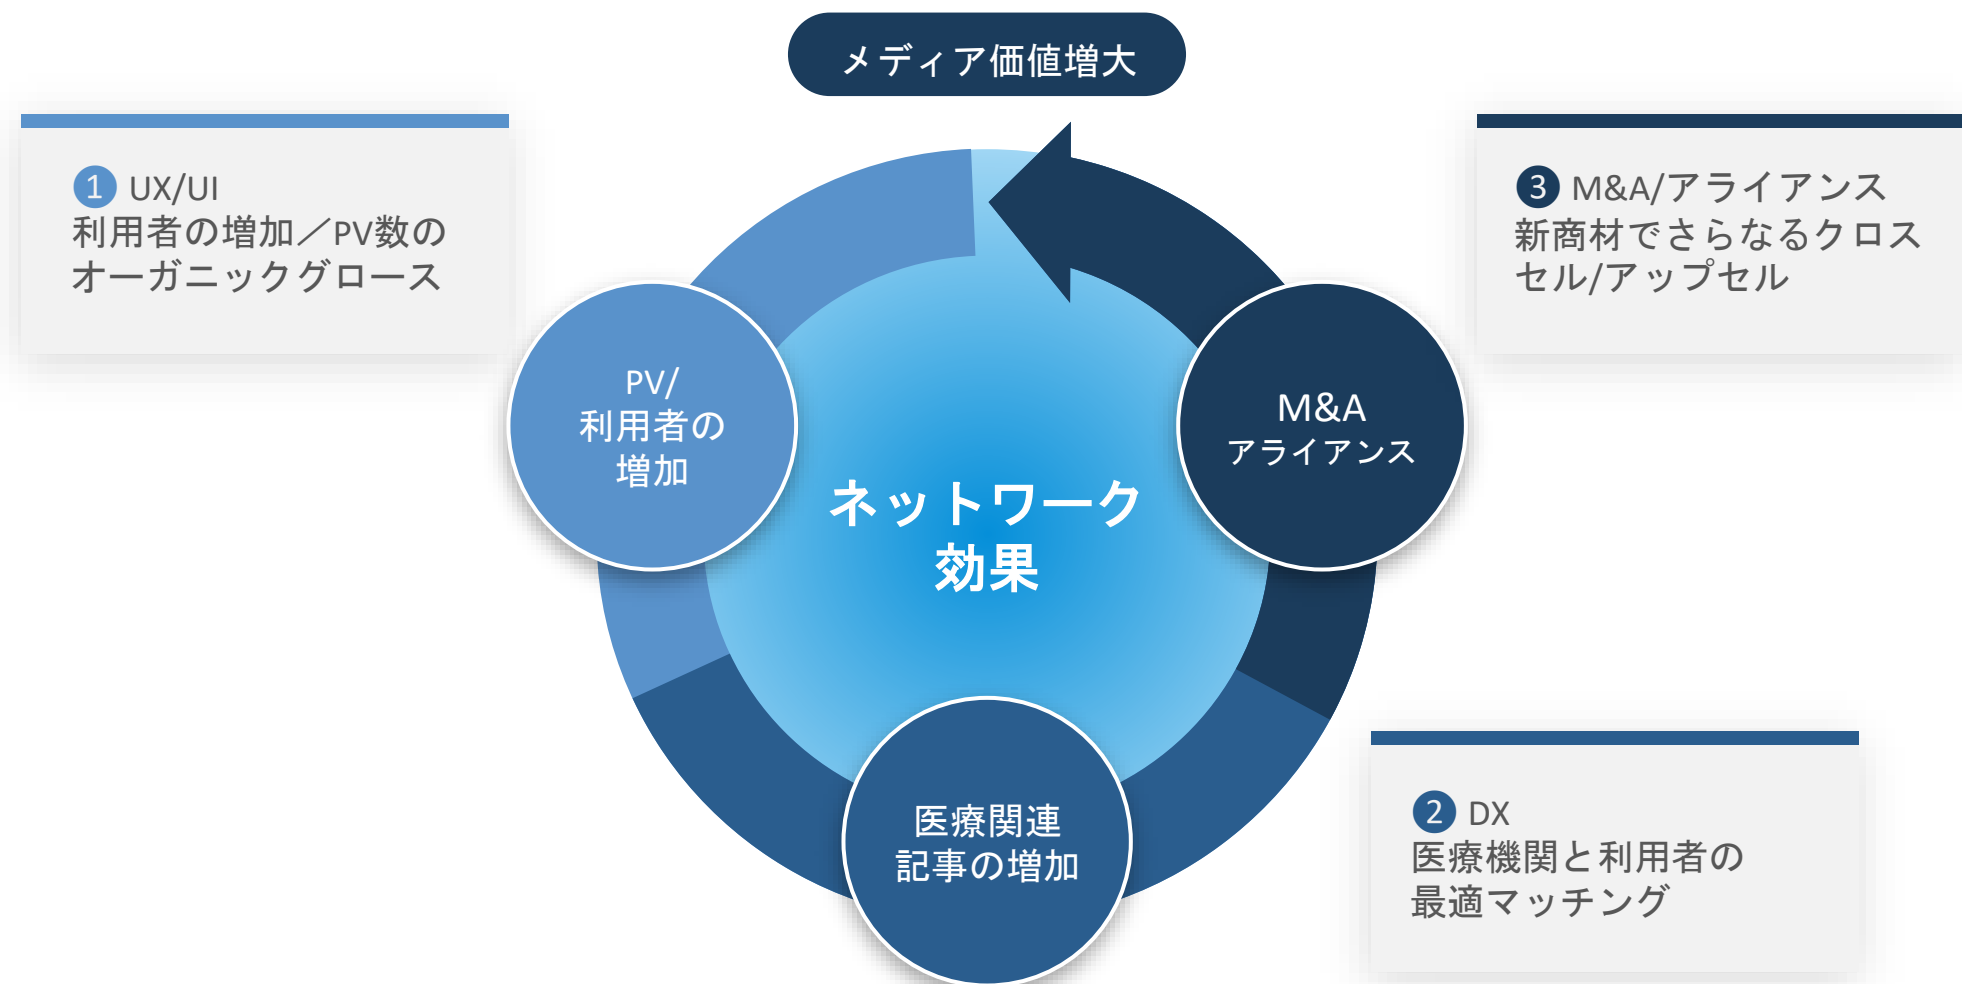 メディア価値増大
❶ UX/UI
利用者の増加／PV数の
オーガニックグロース
❸ M&A/アライアンス
新商材でさらなるクロス
セル/アップセル
PV/
利用者の
増加
M&A
アライアンス
ネットワーク
効果
医療関連
記事の増加
❷ DX
医療機関と利用者の
最適マッチング